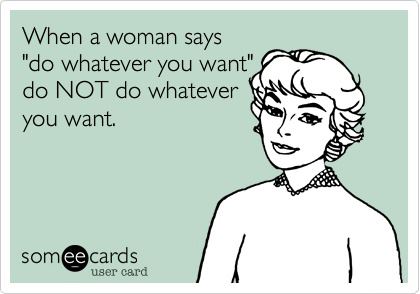 When a woman says
"do whatever you want"
do NOT do whatever
you want.
someecards
user card